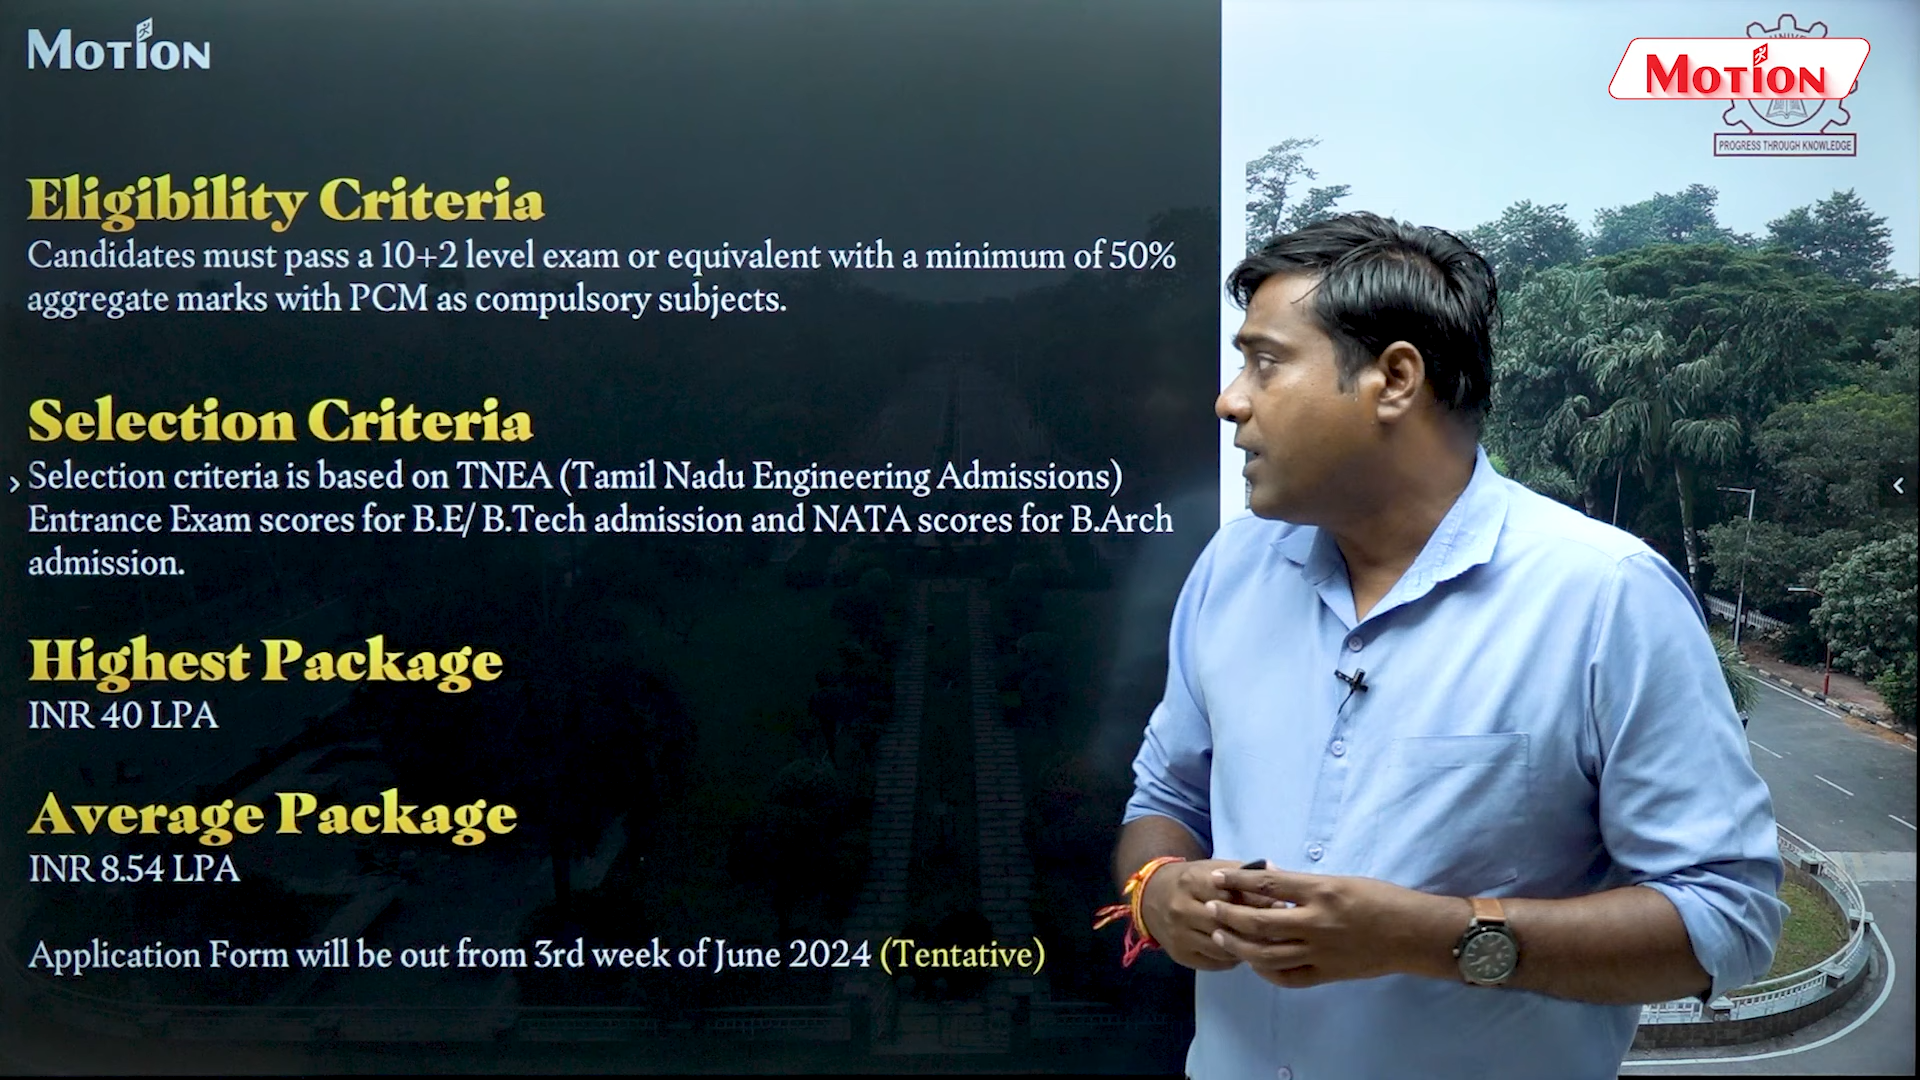 MOTION
MOTION
PROGRESS THROUGH KNOWLEDGE
Eligibility Criteria
Candidates must pass a 10+2 level exam or equivalent with a minimum of 50%
aggregate marks with PCM as compulsory subjects.
Selection Criteria
Selection criteria is based on TNEA (Tamil Nadu Engineering Admissions)
Entrance Exam scores for B.E/ B.Tech admission and NATA scores for B.Arch
admission.
Highest Package
INR 40 LPA
Average Package
INR 8.54 LPA
Application Form will be out from 3rd week of June 2024 (Tentative)